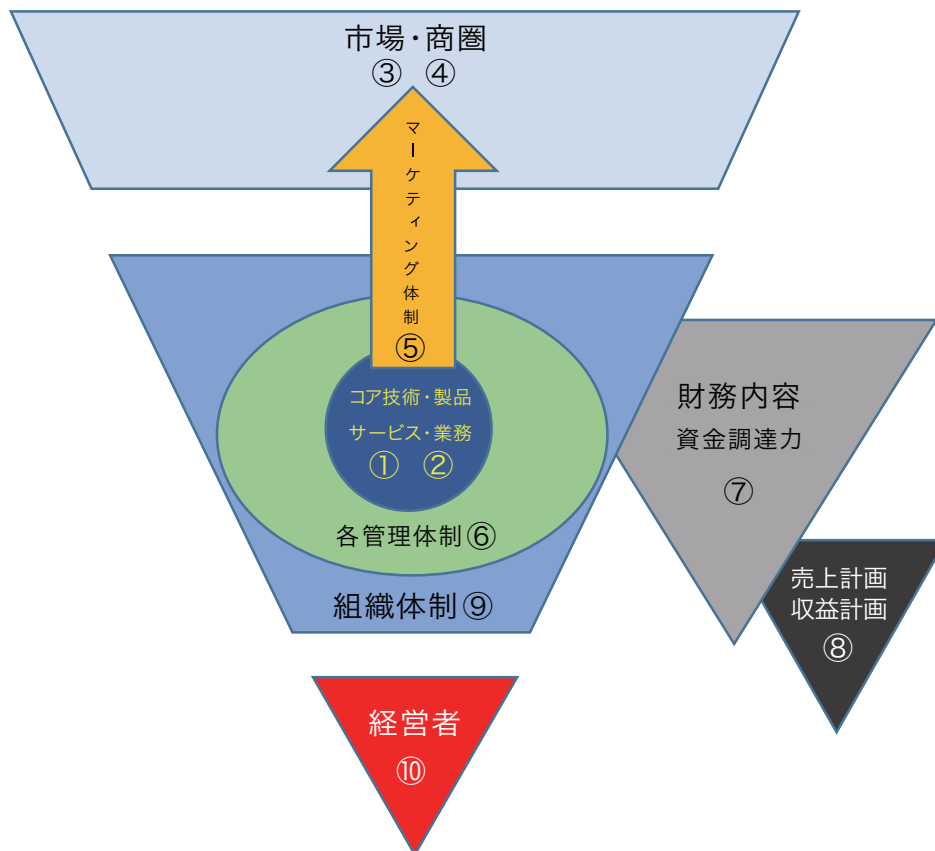 市場・商圏
③ ④
マーケティング体制
⑤
コア技術・製品
サービス・業務
① ②
各管理体制⑥
組織体制⑨
財務内容
資金調達力
⑦
売上計画
収益計画
⑧
経営者
⑩